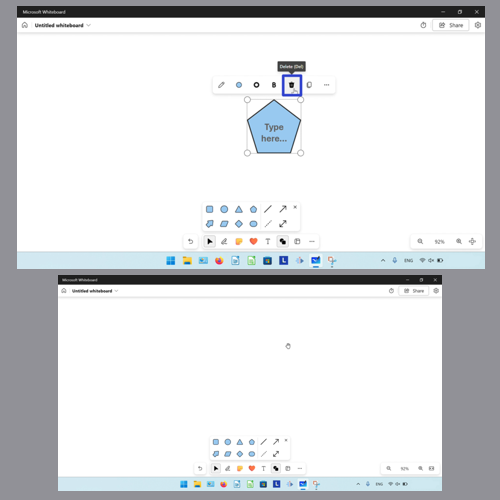 Microsoft Whiteboard
Untitled whiteboard
Share
Delete (Del)
B
Type
here...
T
92%
L
ENG
Microsoft Whiteboard
Untitled whiteboard
Share
T
92%
L
ENG